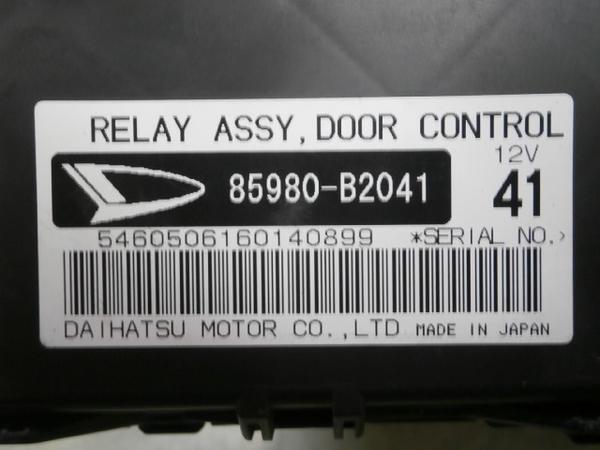 RELAY ASSY, DOOR CONTROL
12V
85980-B2041
41
5460506160140899 *SERIAL NO.>
DAIHATSU MOTOR CO.,LTD MADE IN JAPAN